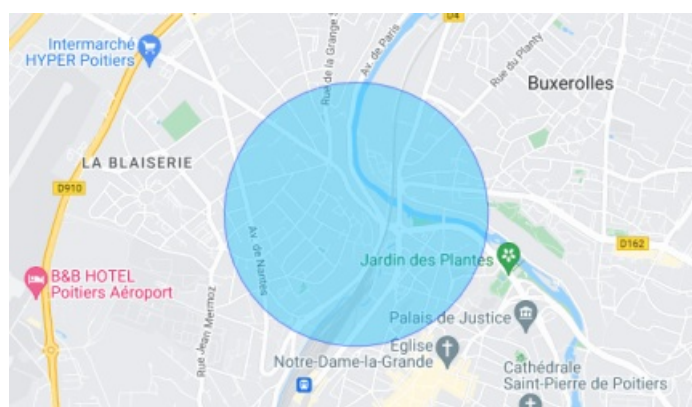 D4
Intermarché
HYPER Poitiers
Rue de la Grange S
Av. de Paris
Rue du Planty
Buxerolles
LA BLAISERIE
D910
Av. de Nantes
D162
Jardin des Plantes
B&B HOTEL
Poitiers Aéroport
Rue Jean Mermoz
Palais de Justice
Église
Notre-Dame-la-Grande
Cathédrale
Saint-Pierre de Poitiers